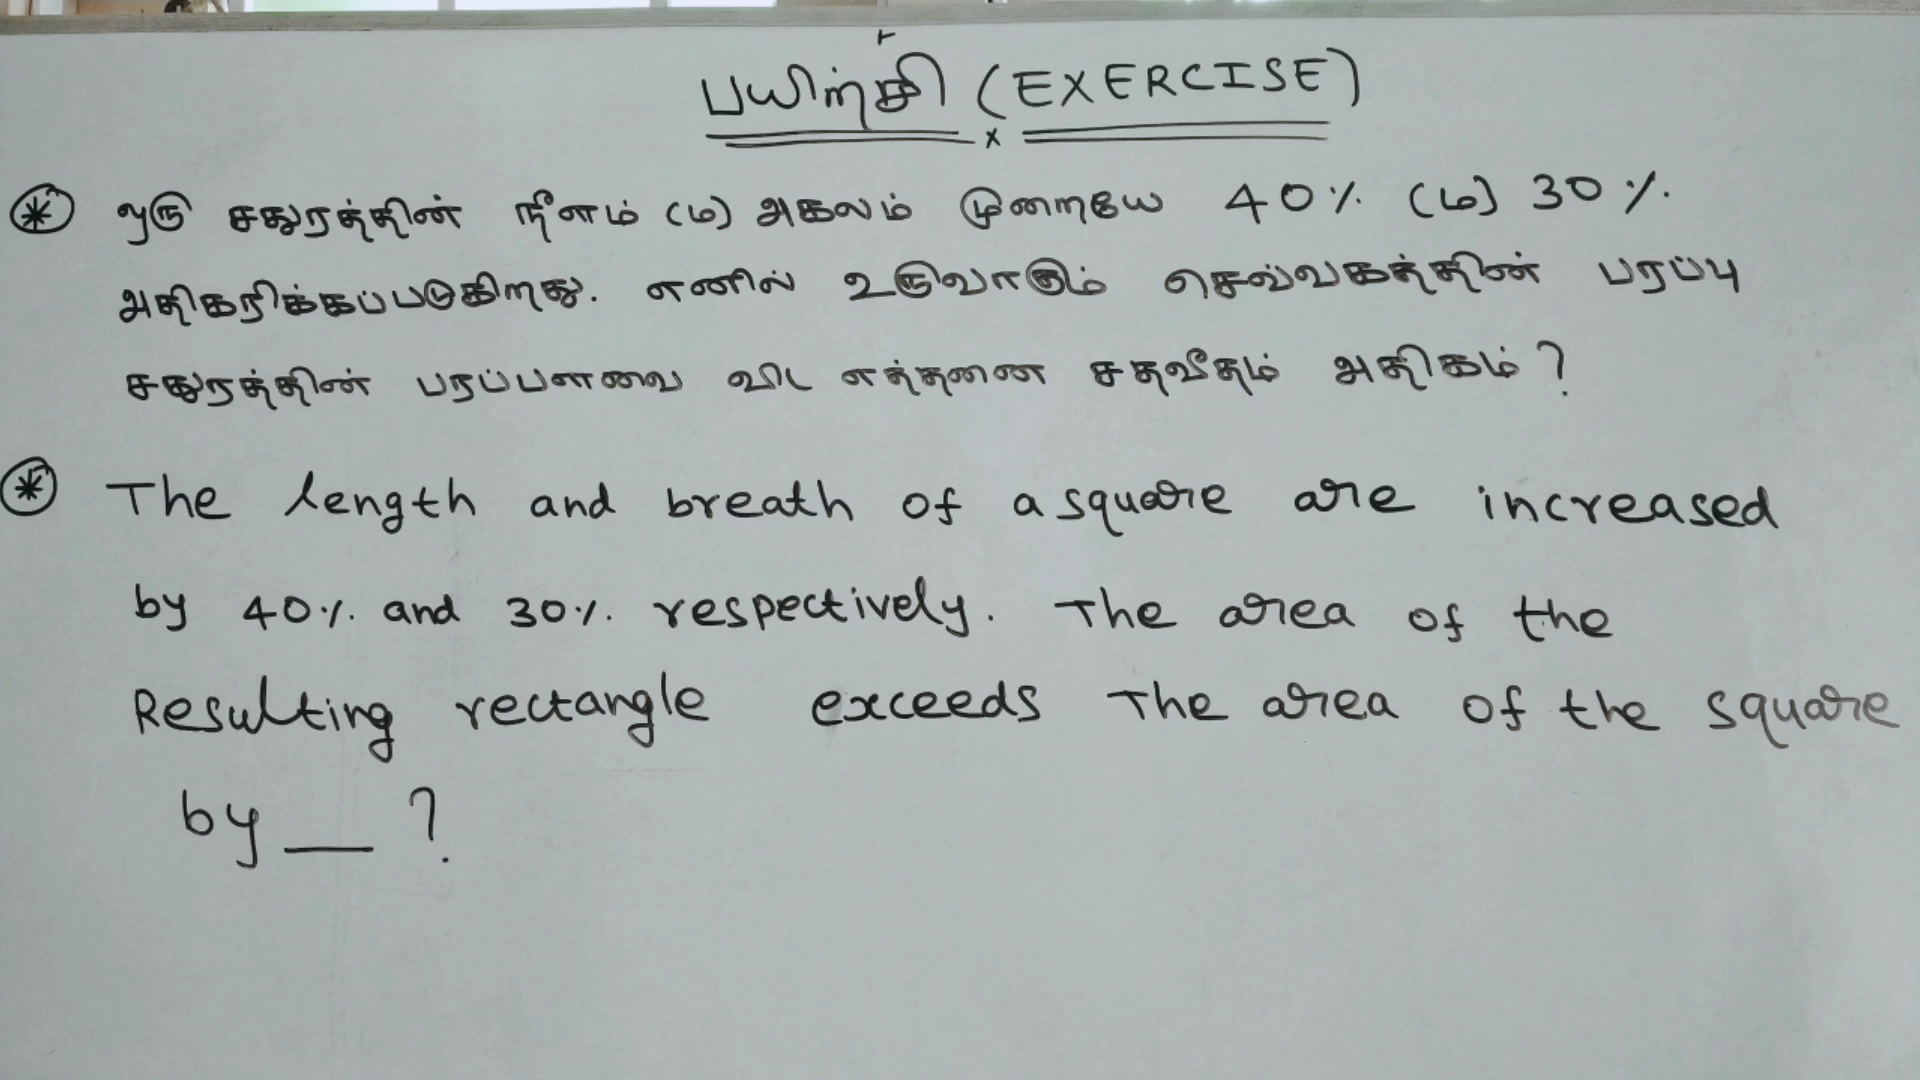 பயிற்சி (EXERCISE)
ஒரு சதுரத்தின் நீளம் (ம) அகலம் முறையே 40% (ம) 30%
அதிகரிக்கப்படுகிறது. எனில் உருவாகும் செவ்வகத்தின் பரப்பு
சதுரத்தின் பரப்பளவை விட எத்தனை சதவீதம் அதிகம்?
The length and breath of a square are increased
by 40% and 30% respectively. The area of the
Resulting rectangle exceeds The area of the square
by __ ?